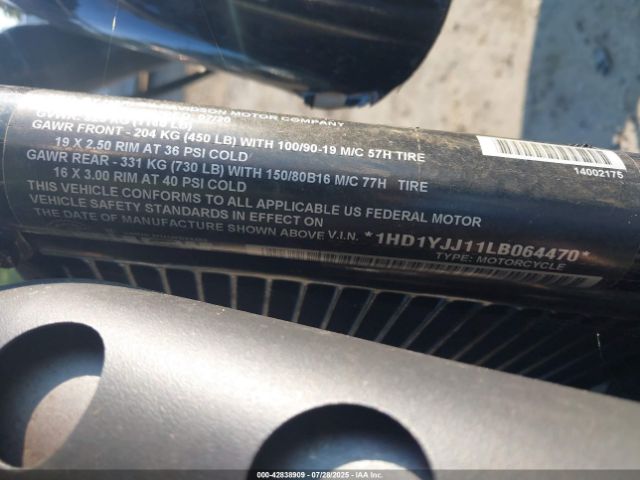 DAVIDSON MOTOR COMPANY
GAWR FRONT - 204 KG (450 LB) WITH 100/90-19 M/C 57H TIRE
19 X 2.50 RIM AT 36 PSI COLD
GAWR REAR - 331 KG (730 LB) WITH 150/80B16 M/C 77H TIRE
16 X 3.00 RIM AT 40 PSI COLD
THIS VEHICLE CONFORMS TO ALL APPLICABLE US FEDERAL MOTOR
VEHICLE SAFETY STANDARDS IN EFFECT ON
THE DATE OF MANUFACTURE SHOWN ABOVE V.I.N. *1HD1YJJ11LB064470*
TYPE: MOTORCYCLE
14002175
000-42838909 | 07/28/2025 | IAAI.COM